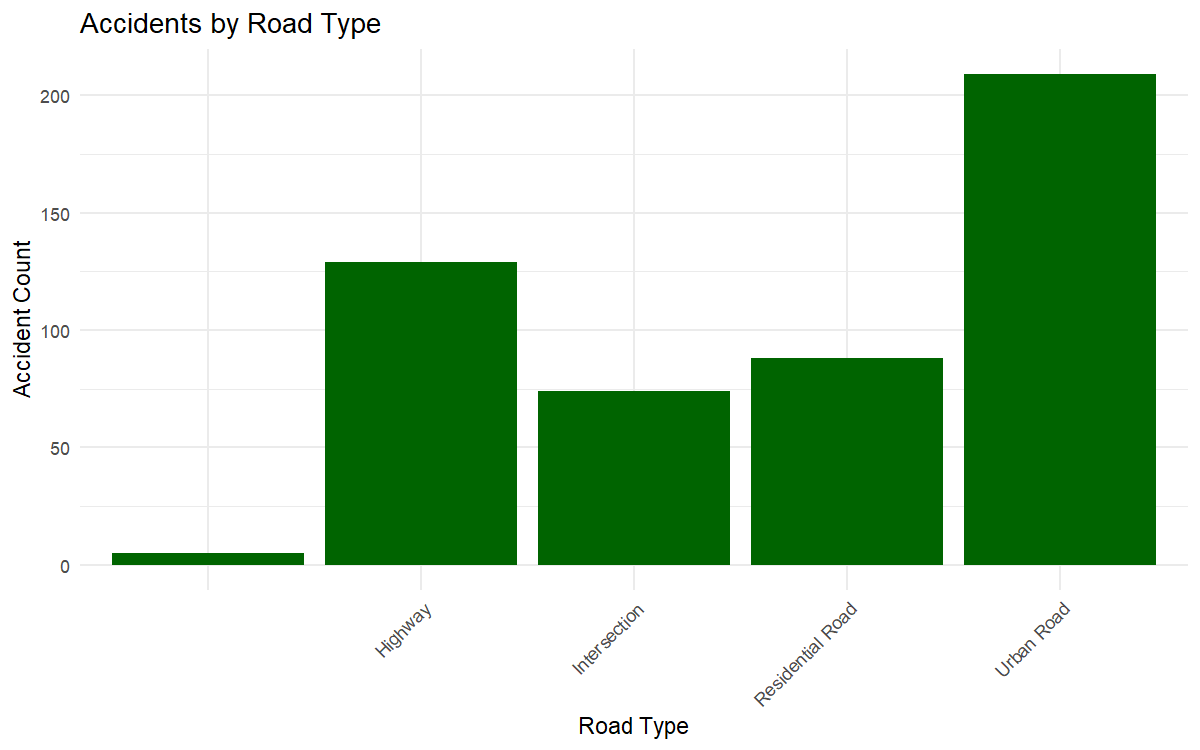 Accidents by Road Type
Accident Count
200
150
100
50
0
Highway
Intersection
Residential Road
Urban Road
Road Type